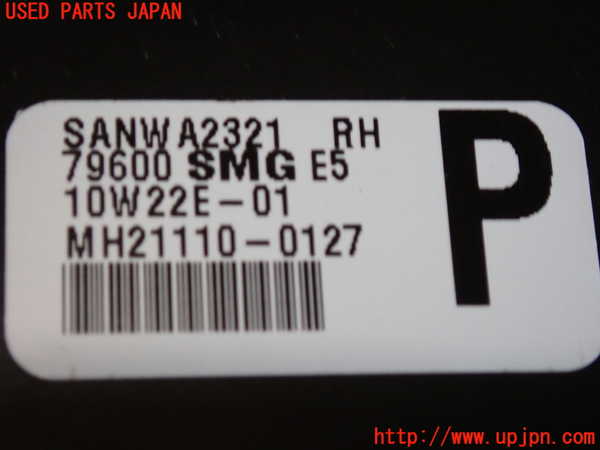 USED PARTS JAPAN
SANWA2321 RH
79600 SMG E5
10W22E-01
MH21110-0127
P
http://www.upjpn.com/